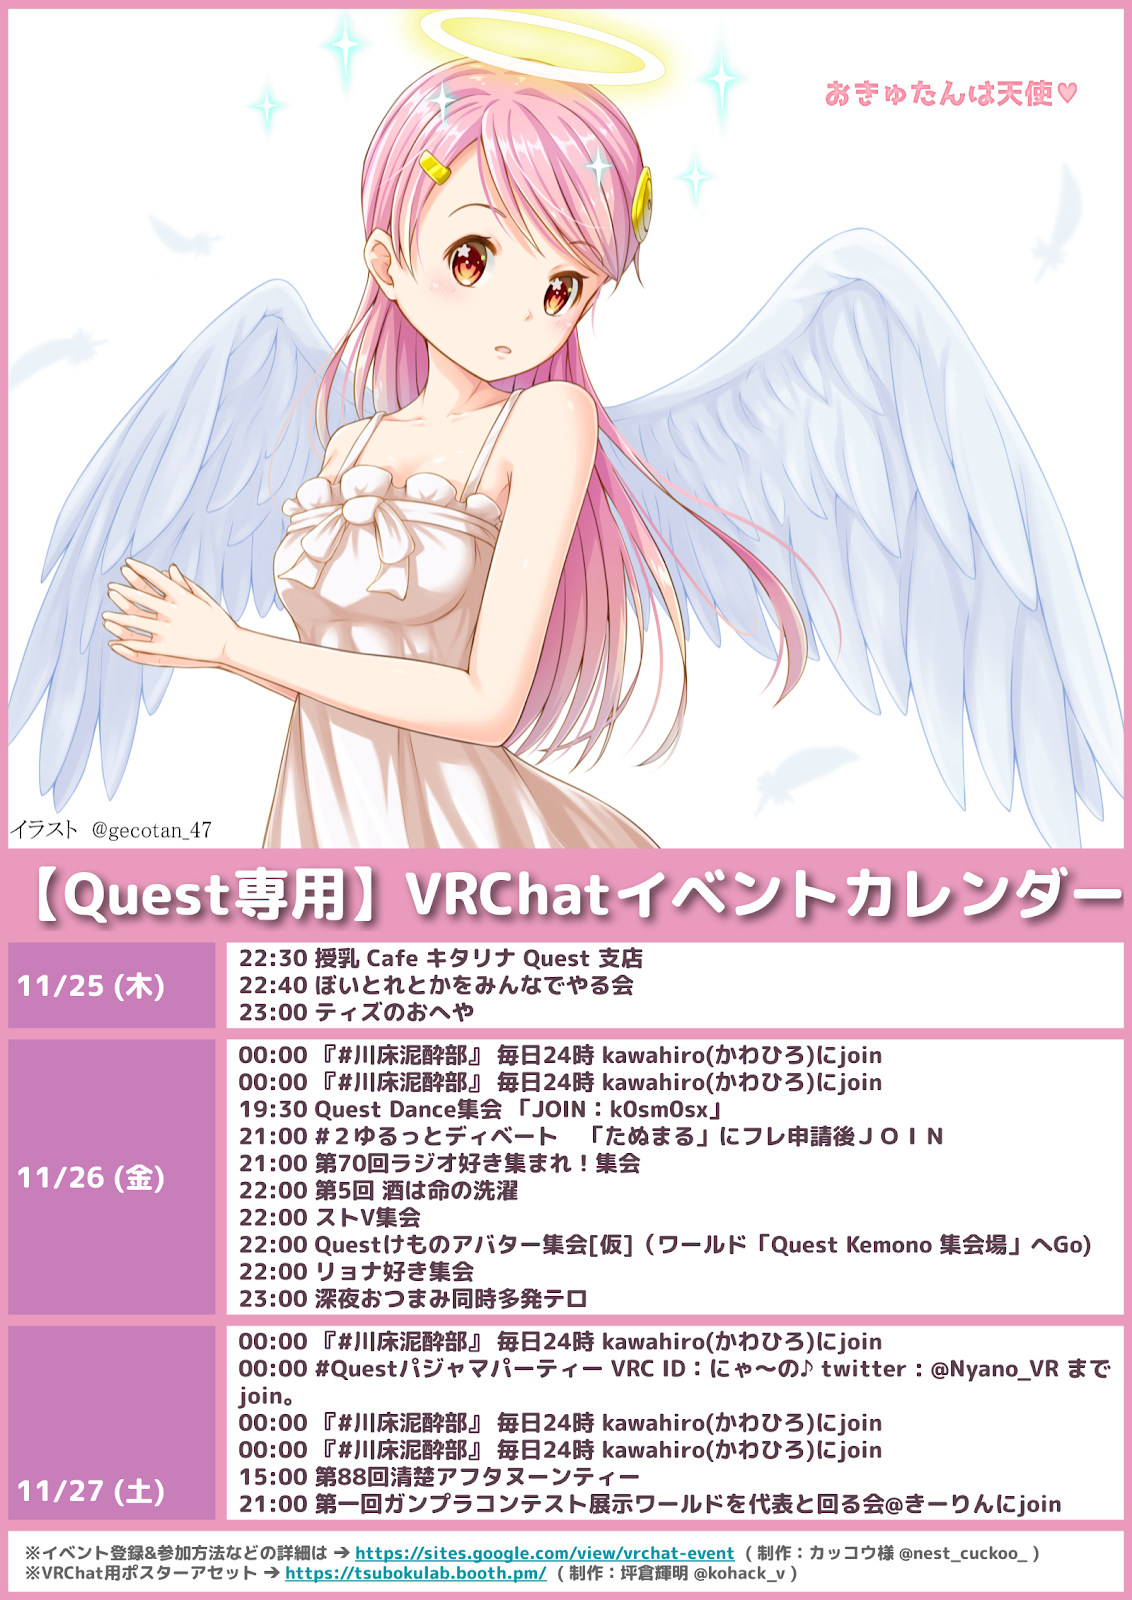 おきゅたんは天使♥
イラスト @gecotan_47
【Quest専用】VRChatイベントカレンダー
11/25 (木)
22:30 授乳 Cafe キタリナ Quest 支店
22:40 ぼいとれとかをみんなでやる会
23:00 ティズのおへや
11/26 (金)
00:00 『#川床泥酔部』 毎日24時 kawahiro(かわひろ)にjoin
00:00 『#川床泥酔部』 毎日24時 kawahiro(かわひろ)にjoin
19:30 Quest Dance集会 「JOIN：k0sm0sx」
21:00 #２ゆるっとディベート　「たぬまる」にフレ申請後ＪＯＩＮ
21:00 第70回ラジオ好き集まれ！集会
22:00 第5回 酒は命の洗濯
22:00 ストV集会
22:00 Questけものアバター集会[仮]（ワールド「Quest Kemono 集会場」へGo)
22:00 リョナ好き集会
23:00 深夜おつまみ同時多発テロ
11/27 (土)
00:00 『#川床泥酔部』 毎日24時 kawahiro(かわひろ)にjoin
00:00 #Questパジャマパーティー VRC ID：にゃ～の♪ twitter : @Nyano_VR まで
join。
00:00 『#川床泥酔部』 毎日24時 kawahiro(かわひろ)にjoin
00:00 『#川床泥酔部』 毎日24時 kawahiro(かわひろ)にjoin
15:00 第88回清楚アフタヌーンティー
21:00 第一回ガンプラコンテスト展示ワールドを代表と回る会@きーりんにjoin
※イベント登録&参加方法などの詳細は → https://sites.google.com/view/vrchat-event ( 制作：カッコウ様 @nest_cuckoo_ )
※VRChat用ポスターアセット → https://tsubokulab.booth.pm/ ( 制作：坪倉輝明 @kohack_v )